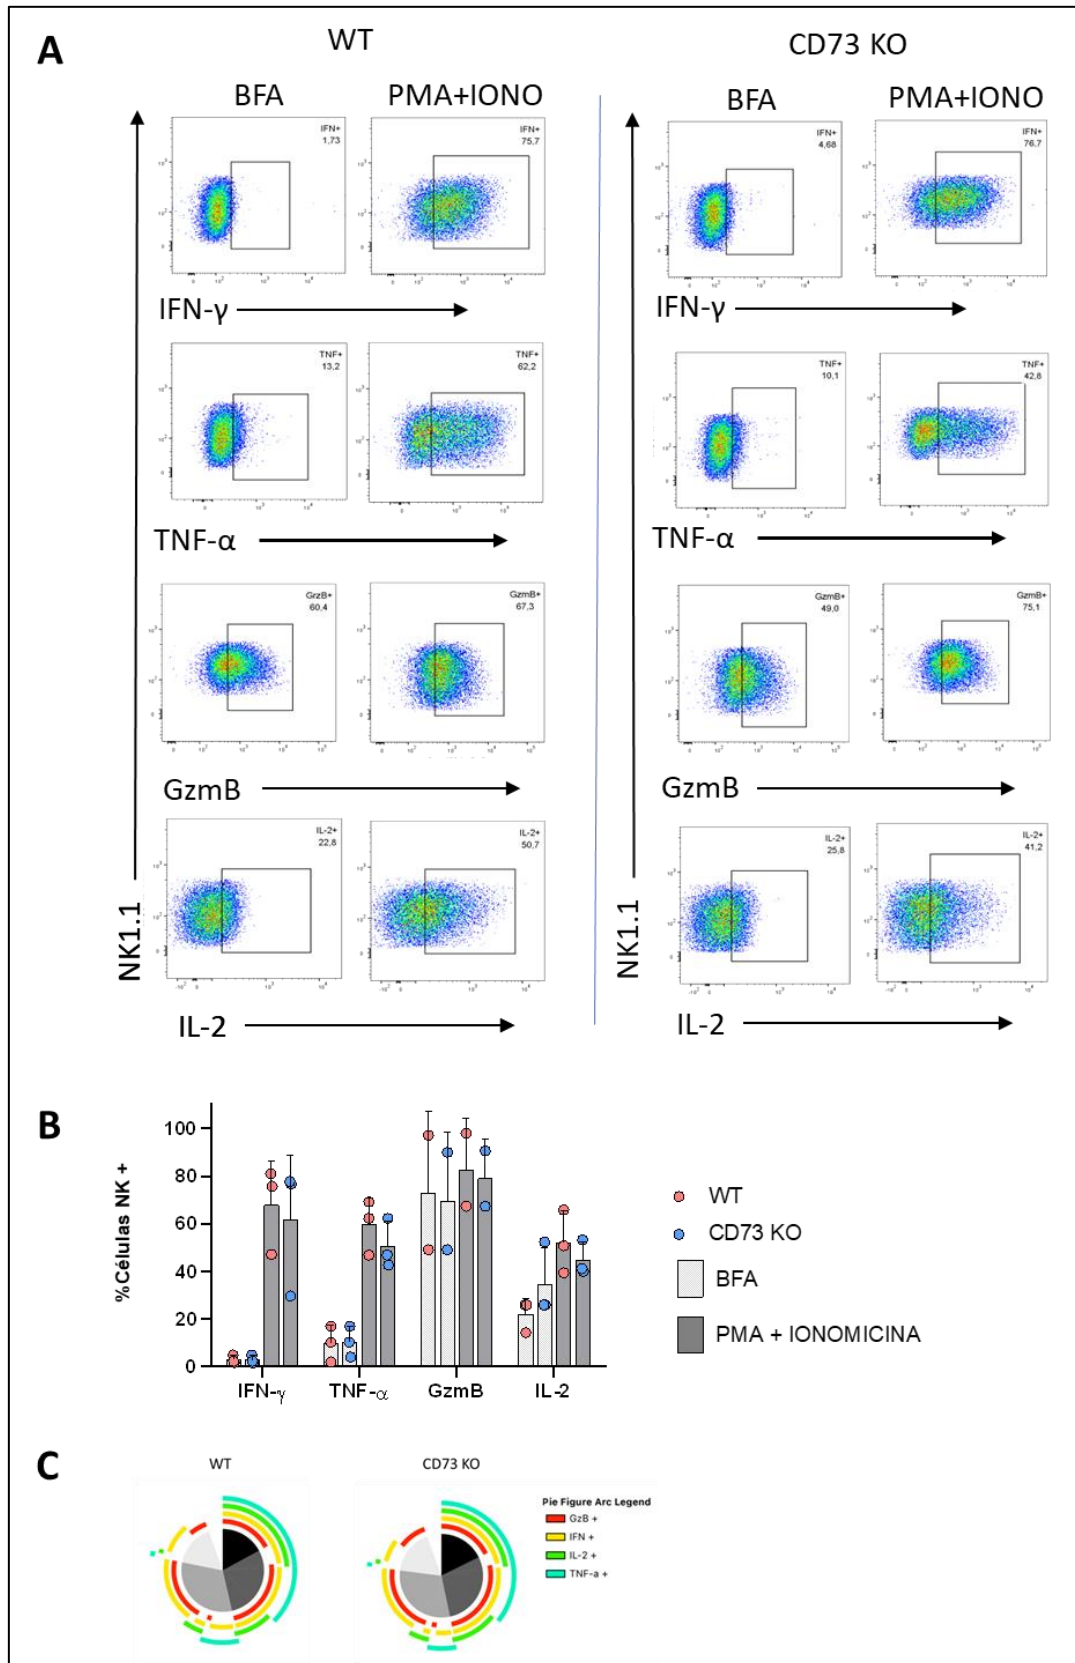 A
WT
CD73 KO
BFA
PMA+IONO
BFA
PMA+IONO
IFN+
1,73
IFN+
75,7
IFN+
4,68
IFN+
76,7
IFN-γ
IFN-γ
TNF+
13,2
TNF+
62,2
TNF+
10,1
TNF+
42,8
TNF-α
TNF-α
GrzB+
60,4
GzmB+
67,3
GzmB+
49,0
GzmB+
75,1
GzmB
GzmB
IL-2+
22,8
IL-2+
50,7
IL-2+
25,8
IL-2+
41,2
NK1.1
NK1.1
IL-2
IL-2
B
%Células NK +
100
80
60
40
20
0
IFN-γ
TNF-α
GzmB
IL-2
WT
CD73 KO
BFA
PMA + IONOMICINA
C
WT
CD73 KO
Pie Figure Arc Legend
GzB +
IFN +
IL-2 +
TNF-a +